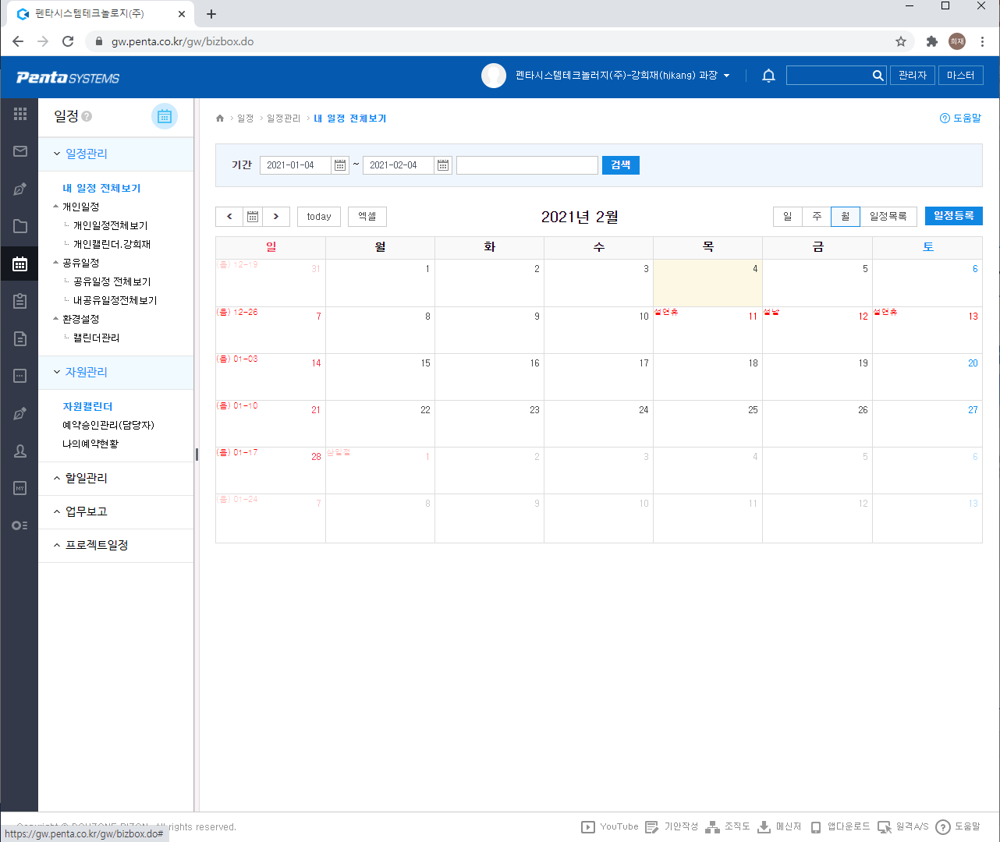 펜타시스템테크놀로지(주)
gw.penta.co.kr/gw/bizbox.do
희재
Penta SYSTEMS
펜타시스템테크놀러지(주)-강희재(hjkang) 과장
관리자
마스터
일정
일정관리
내 일정 전체보기
개인일정
개인일정전체보기
개인캘린더.강희재
공유일정
공유일정 전체보기
내공유일정전체보기
환경설정
캘린더관리
자원관리
자원캘린더
예약승인관리(담당자)
나의예약현황
할일관리
업무보고
프로젝트일정
MY
일정 > 일정관리 > 내 일정 전체보기
도움말
기간 2021-01-04 ~ 2021-02-04 검색
today 엑셀
2021년 2월
일 주 월 일정목록 일정등록
일 월 화 수 목 금 토
(음) 12-19 31 1 2 3 4 5 6
(음) 12-26 7 8 9 10 설연휴 11 설날 12 설연휴 13
(음) 01-03 14 15 16 17 18 19 20
(음) 01-10 21 22 23 24 25 26 27
(음) 01-17 28 삼일절 1 2 3 4 5 6
(음) 01-24 7 8 9 10 11 12 13
Copyright © DOUZONE BIZON. All rights reserved.
YouTube 기안작성 조직도 메신저 앱다운로드 원격A/S 도움말
https://gw.penta.co.kr/gw/bizbox.do#